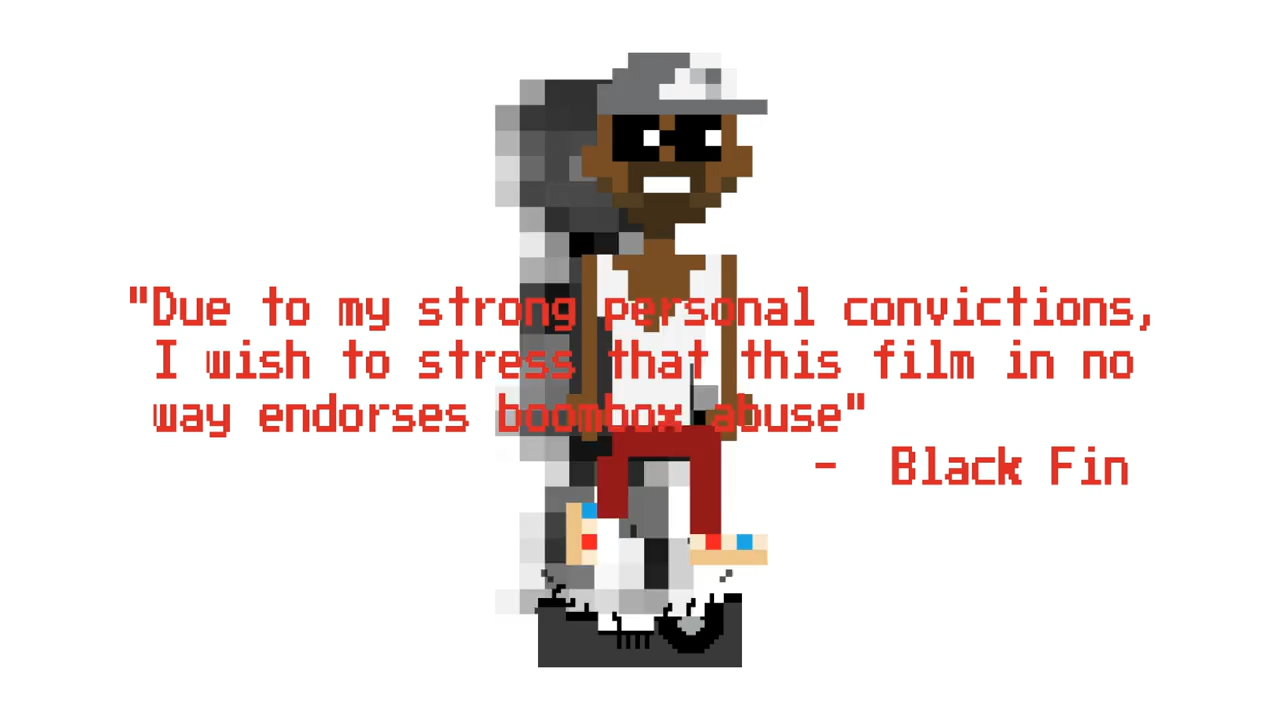 "Due to my strong personal convictions,
I wish to stress that this film in no
way endorses boombox abuse"
- Black Fin